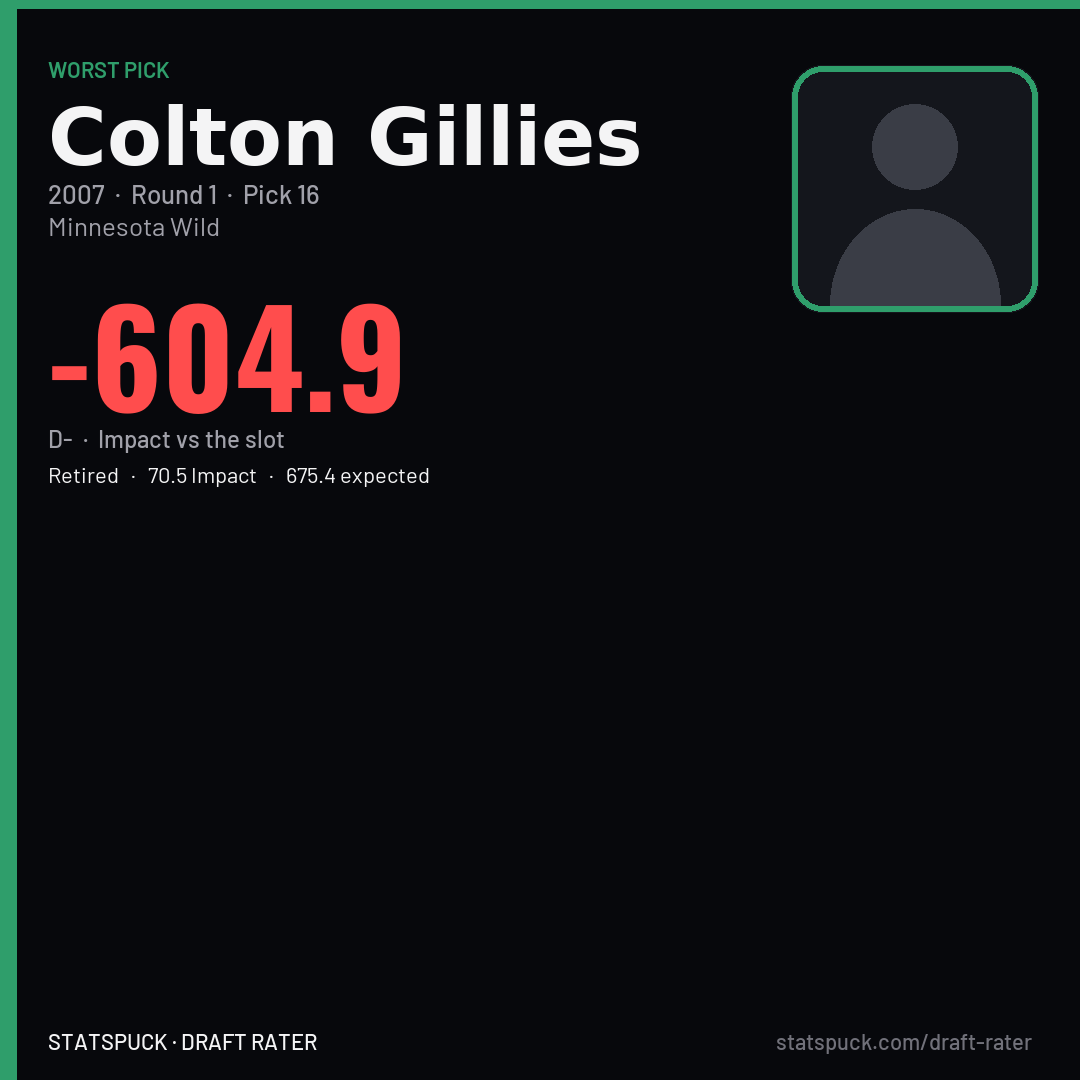 WORST PICK
Colton Gillies
2007 · Round 1 · Pick 16
Minnesota Wild
-604.9
D- · Impact vs the slot
Retired · 70.5 Impact · 675.4 expected
STATSPUCK · DRAFT RATER
statspuck.com/draft-rater